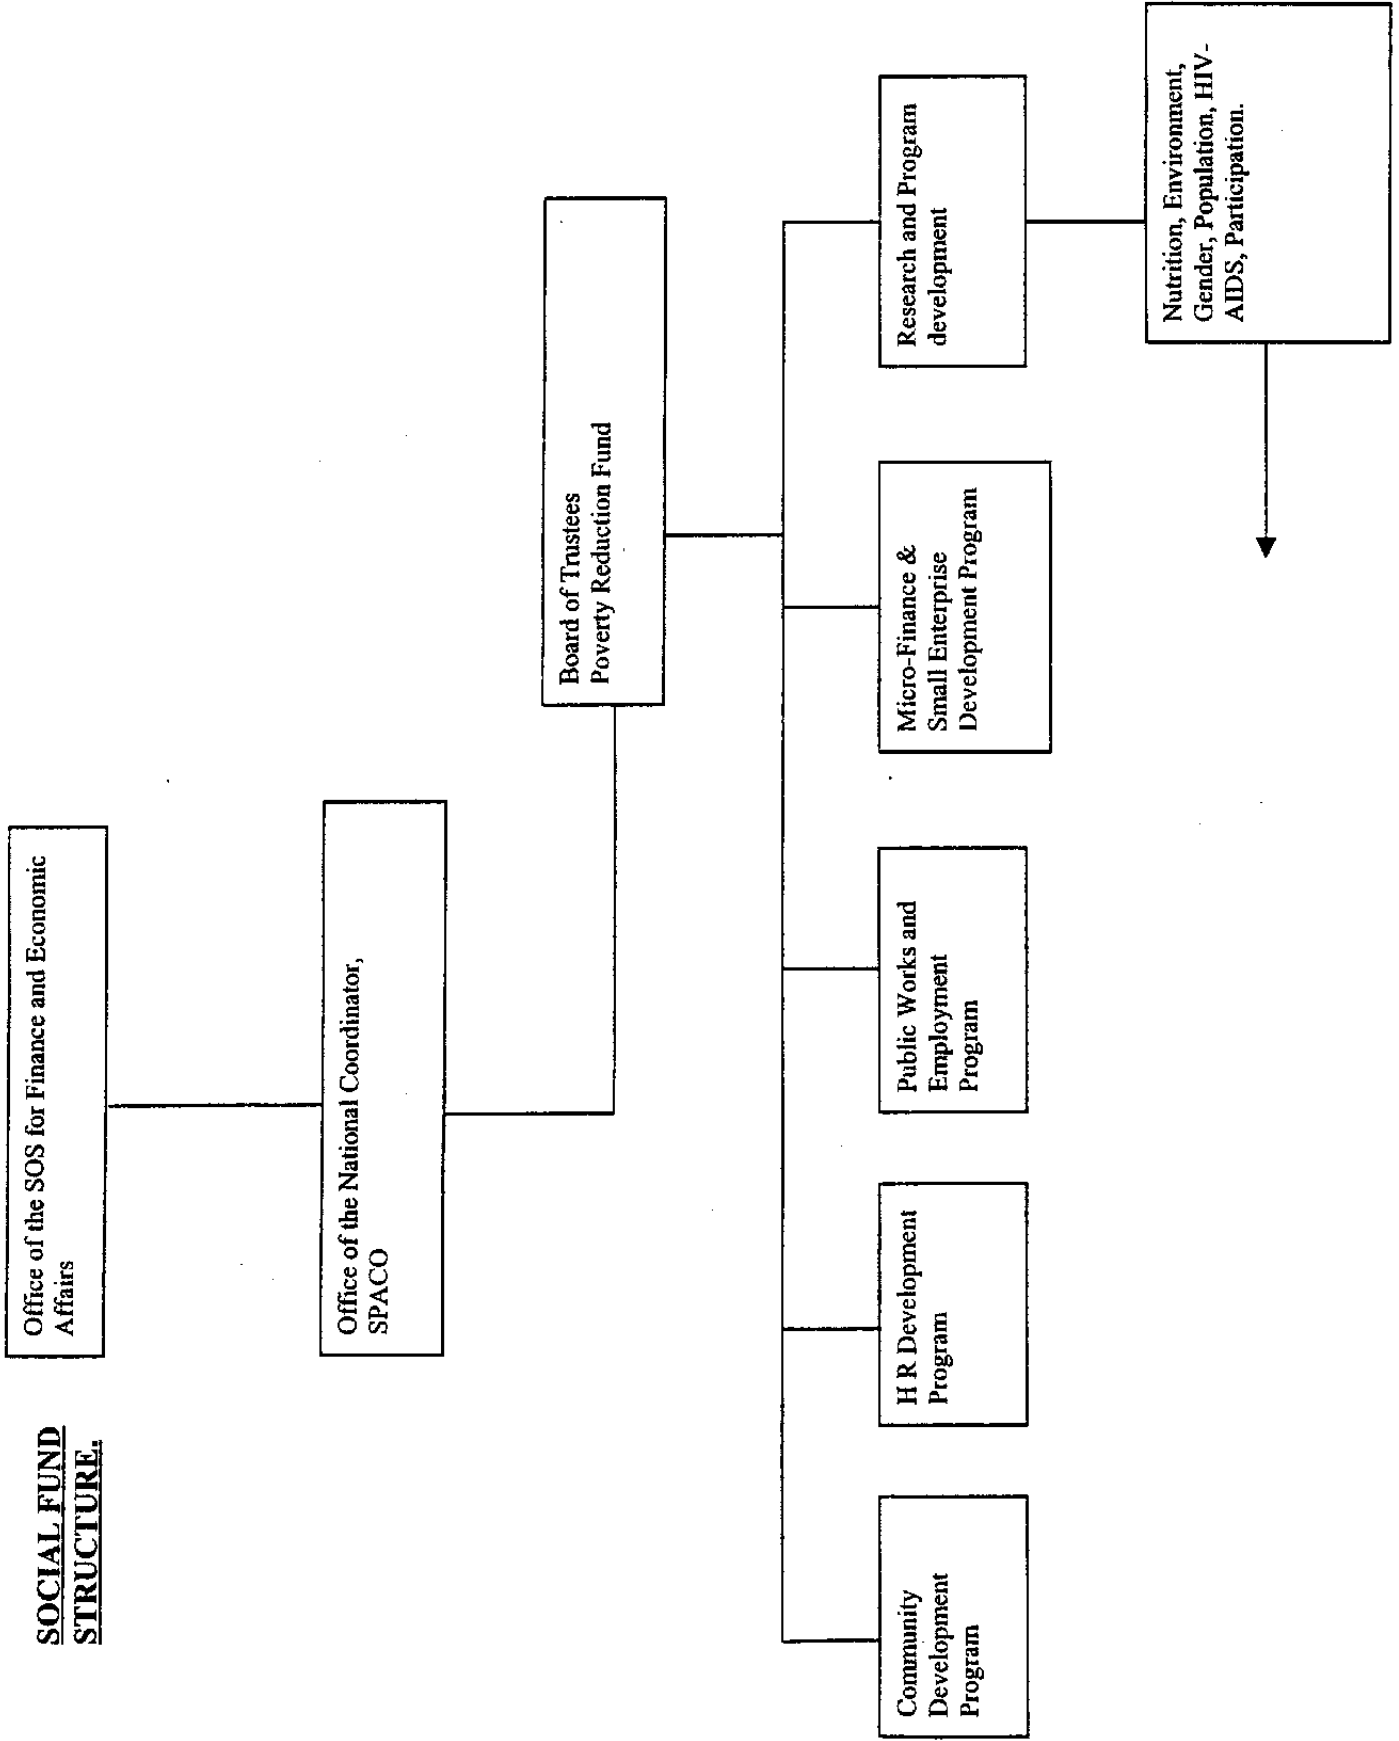 SOCIAL FUND
STRUCTURE.
Office of the SOS for Finance and Economic
Affairs
Office of the National Coordinator,
SPACO
Board of Trustees
Poverty Reduction Fund
Community
Development
Program
H R Development
Program
Public Works and
Employment
Program
Micro-Finance &
Small Enterprise
Development Program
Research and Program
development
Nutrition, Environment,
Gender, Population, HIV-
AIDS, Participation.